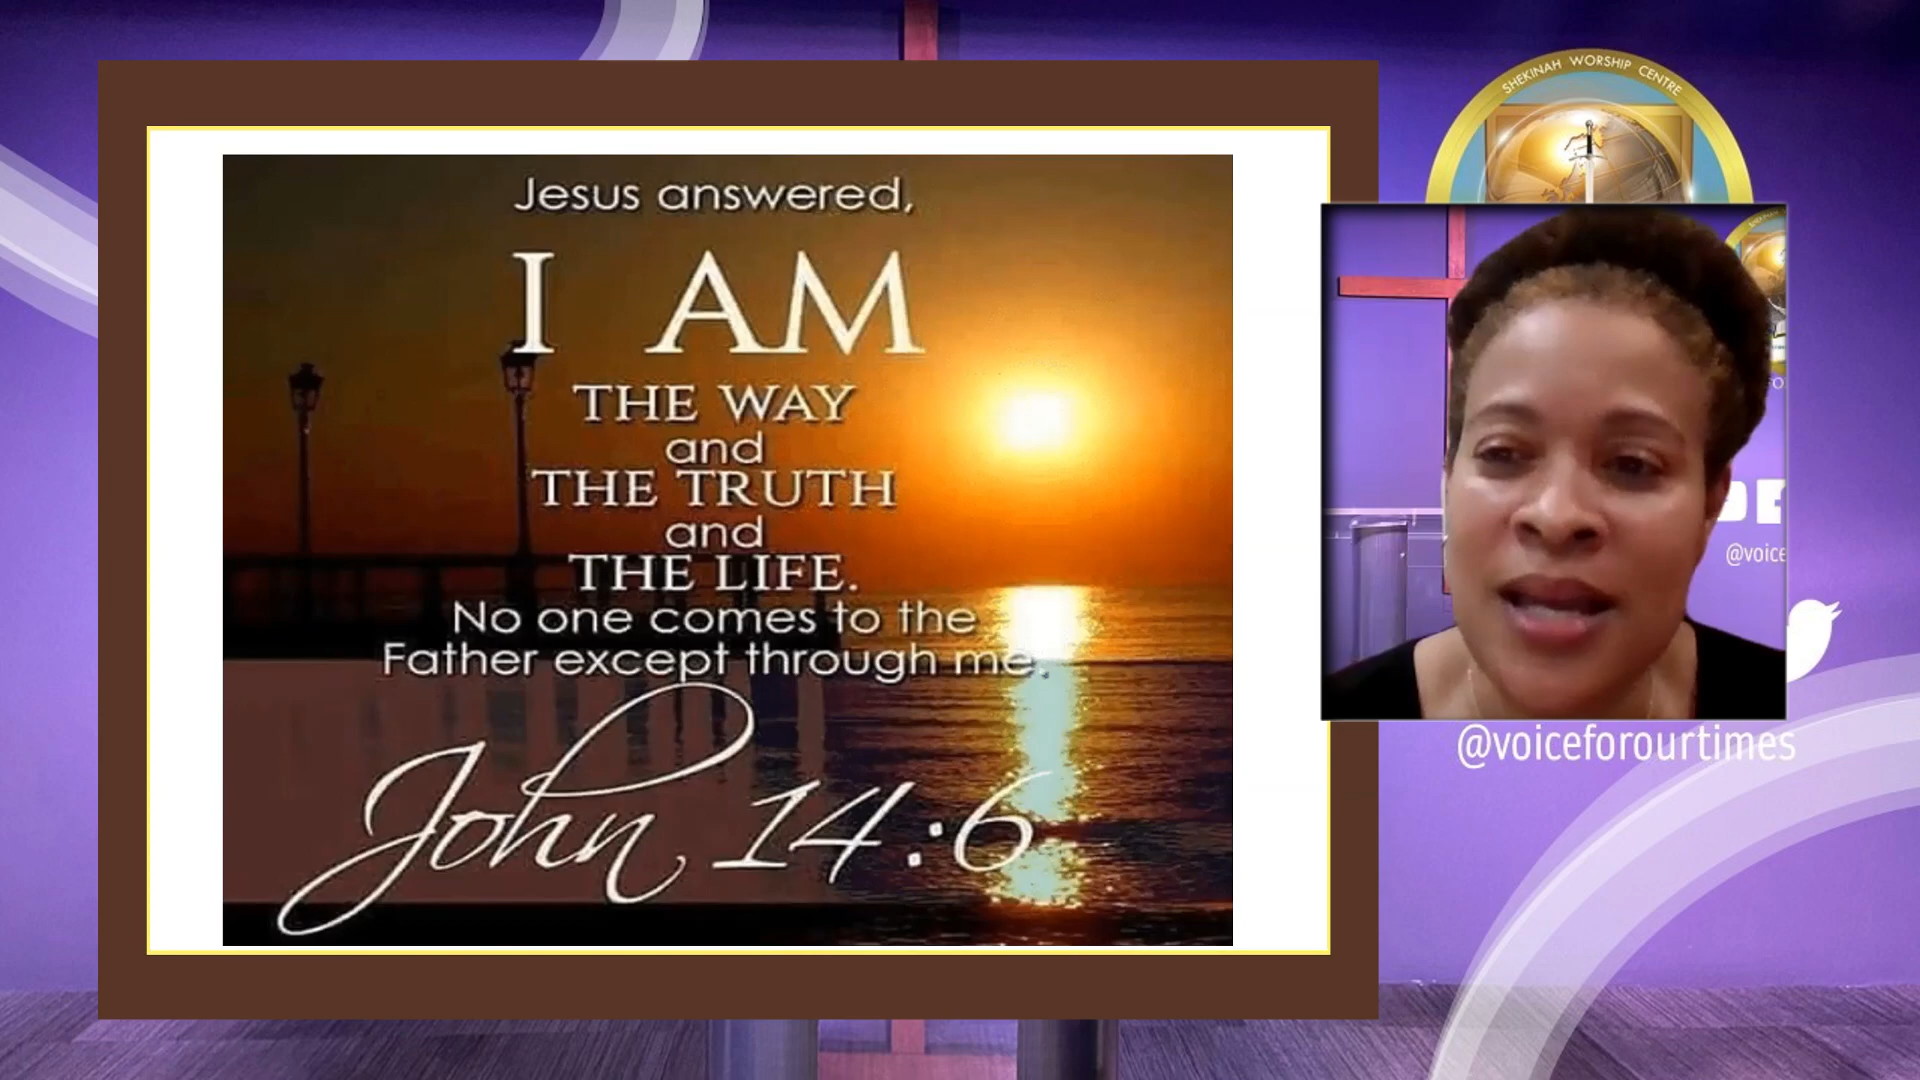 Jesus answered,
I AM
THE WAY
and
THE TRUTH
and
THE LIFE.
No one comes to the
Father except through me.
John 14:6
SHEKINAH WORSHIP CENTRE
@voice
@voiceforourtimes